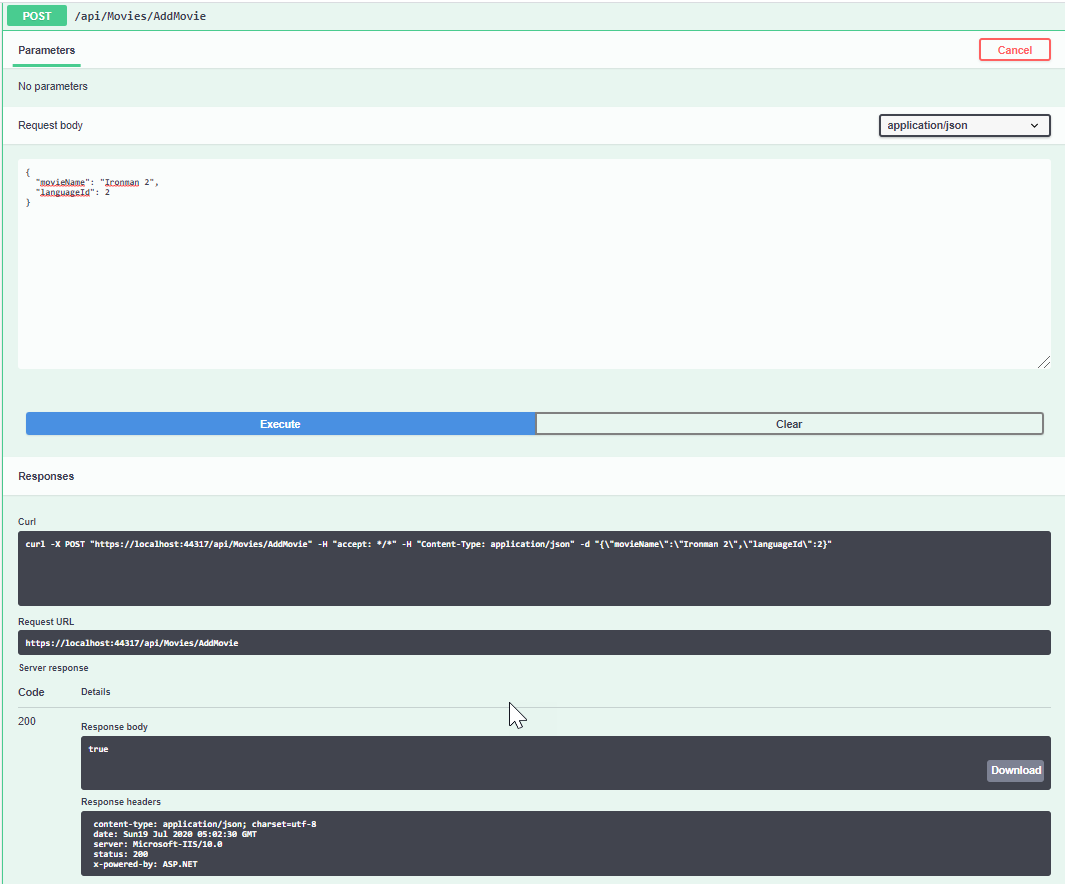 POST /api/Movies/AddMovie
Parameters
Cancel
No parameters
Request body
application/json
{
"movieName": "Ironman 2",
"languageId": 2
}
Execute
Clear
Responses
Curl
curl -X POST "https://localhost:44317/api/Movies/AddMovie" -H "accept: */*" -H "Content-Type: application/json" -d "{\"movieName\":\"Ironman 2\",\"languageId\":2}"
Request URL
https://localhost:44317/api/Movies/AddMovie
Server response
Code Details
200
Response body
true
Download
Response headers
content-type: application/json; charset=utf-8
date: Sun19 Jul 2020 05:02:30 GMT
server: Microsoft-IIS/10.0
status: 200
x-powered-by: ASP.NET